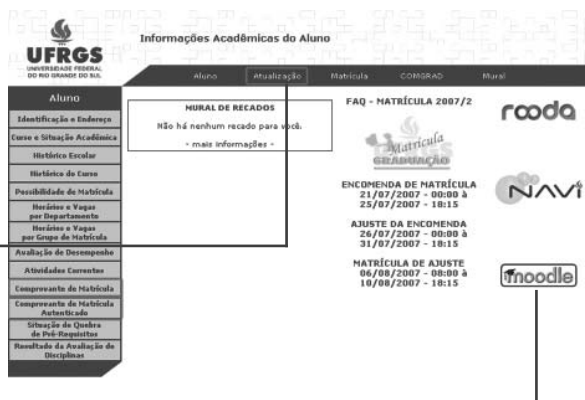 UFRGS
UNIVERSIDADE FEDERAL
DO RIO GRANDE DO SUL
Informações Acadêmicas do Aluno
Aluno
Atualização
Matrícula
COMGRAD
Mural
Aluno
Identificação e Endereço
Curso e Situação Acadêmica
Histórico Escolar
Histórico do Curso
Possibilidade de Matrícula
Horários e Vagas
por Departamento
Horários e Vagas
por Grupo de Matrícula
Avaliação de Desempenho
Atividades Correntes
Comprovante de Matrícula
Comprovante de Matrícula
Autenticado
Situação de Quebra
de Pré-Requisitos
Resultado da Avaliação de
Disciplinas
MURAL DE RECADOS
Não há nenhum recado para você.
- mais informações -
FAQ - MATRÍCULA 2007/2
Matrícula
UFRGS
GRADUAÇÃO
ENCOMENDA DE MATRÍCULA
21/07/2007 - 00:00 à
25/07/2007 - 18:15
AJUSTE DA ENCOMENDA
26/07/2007 - 00:00 à
31/07/2007 - 18:15
MATRÍCULA DE AJUSTE
06/08/2007 - 08:00 à
10/08/2007 - 18:15
rooda
NAVi
moodle